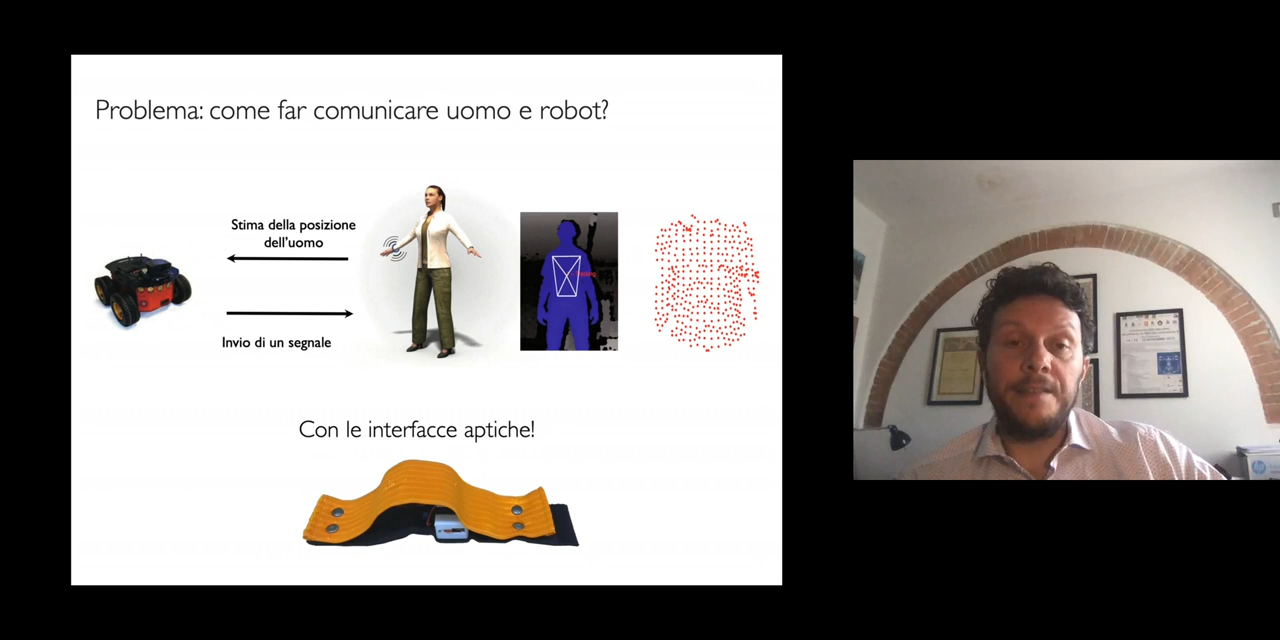 Problema: come far comunicare uomo e robot?
Stima della posizione
dell'uomo
Invio di un segnale
Con le interfacce aptiche!
hp